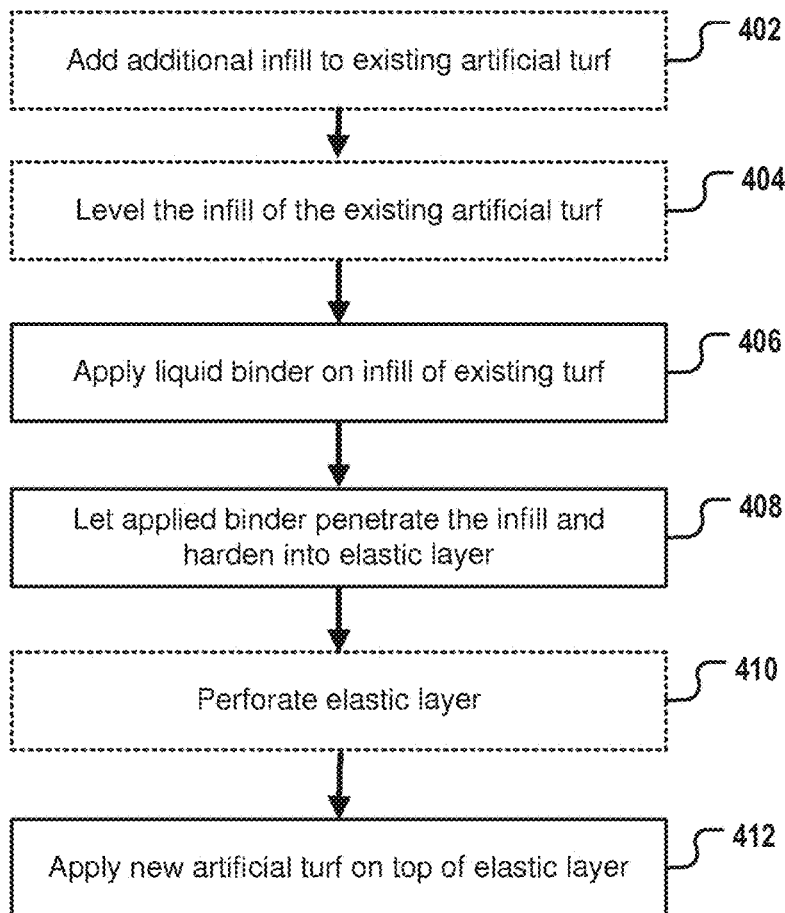 402
Add additional infill to existing artificial turf
404
Level the infill of the existing artificial turf
406
Apply liquid binder on infill of existing turf
408
Let applied binder penetrate the infill and
harden into elastic layer
410
Perforate elastic layer
412
Apply new artificial turf on top of elastic layer